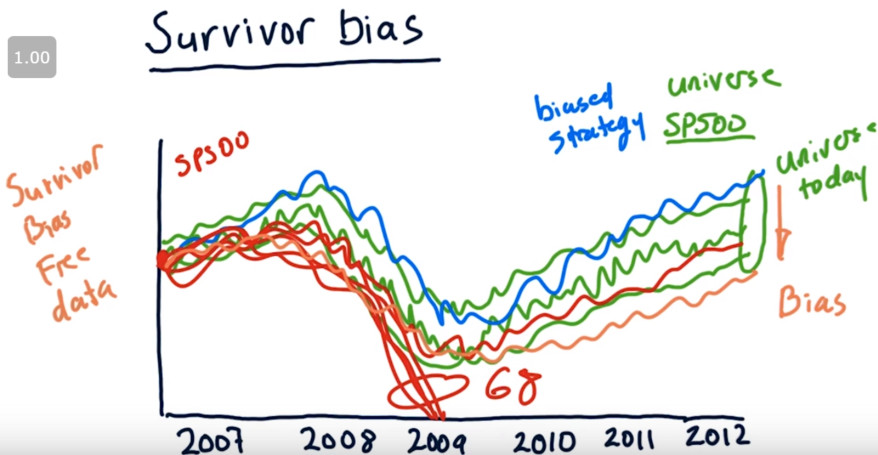 Survivor bias
1.00
universe
biased
strategy
SP500
SP500
universe
today
Survivor
Bias
Free
data
Bias
68
2007 2008 2009 2010 2011 2012